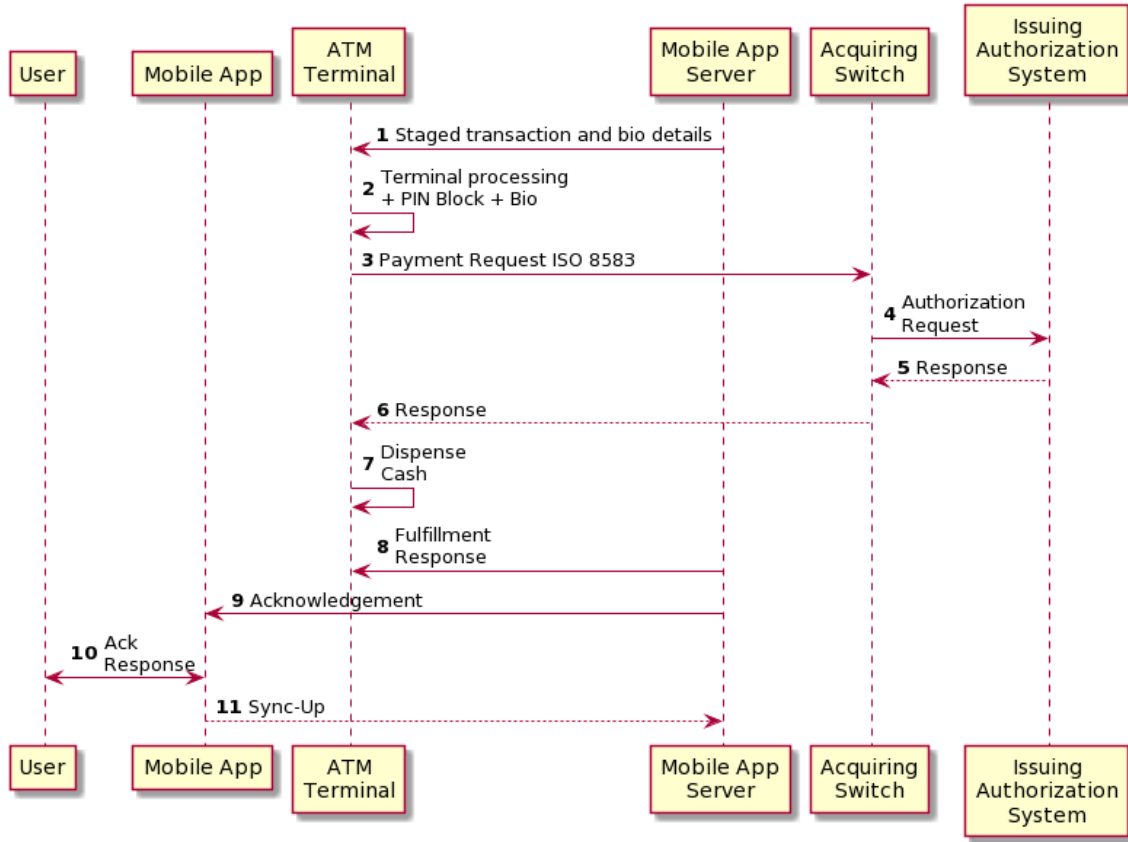 User
Mobile App
ATM
Terminal
Mobile App
Server
Acquiring
Switch
Issuing
Authorization
System
1 Staged transaction and bio details
2 Terminal processing
+ PIN Block + Bio
3 Payment Request ISO 8583
4 Authorization
Request
5 Response
6 Response
7 Dispense
Cash
8 Fulfillment
Response
9 Acknowledgement
10 Ack
Response
11 Sync-Up
User
Mobile App
ATM
Terminal
Mobile App
Server
Acquiring
Switch
Issuing
Authorization
System